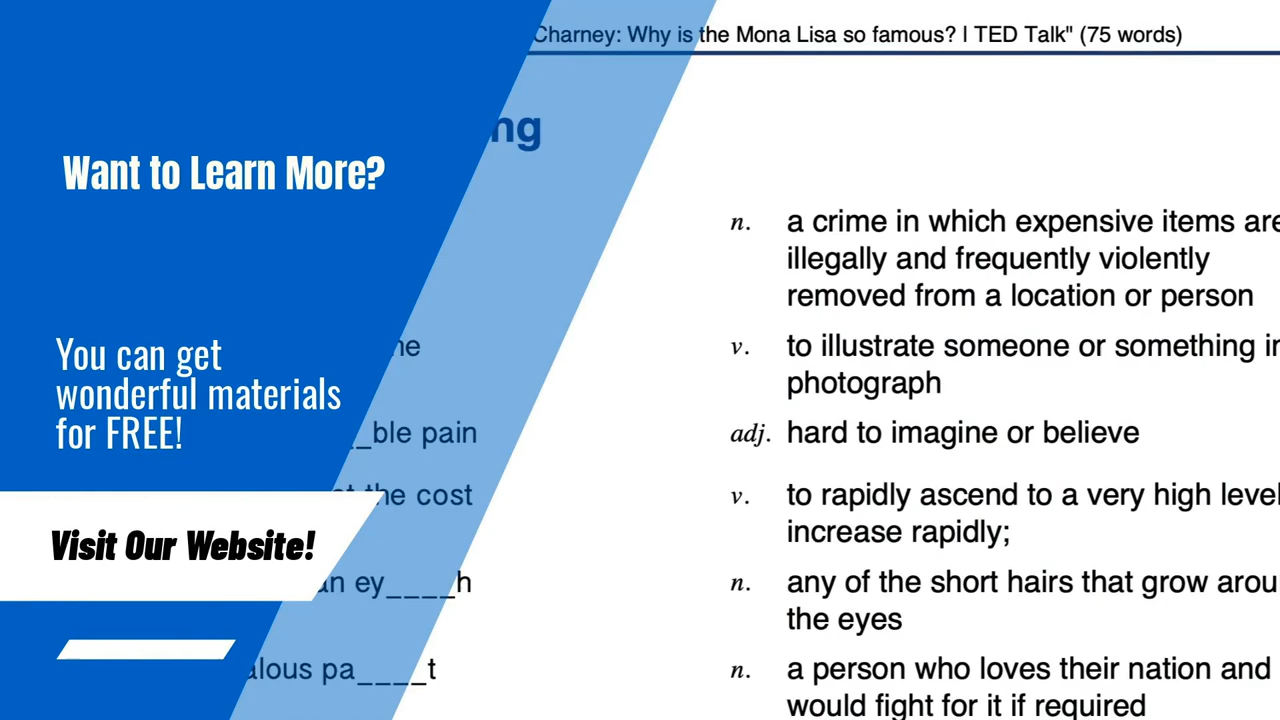 Charney: Why is the Mona Lisa so famous? | TED Talk" (75 words)
ng
Want to Learn More?
You can get
wonderful materials
for FREE!
Visit Our Website!
n. a crime in which expensive items are
illegally and frequently violently
removed from a location or person
he
v. to illustrate someone or something in
photograph
_ble pain
adj. hard to imagine or believe
the cost
v. to rapidly ascend to a very high level
increase rapidly;
an ey____h
n. any of the short hairs that grow arou
the eyes
alous pa____t
n. a person who loves their nation and
would fight for it if required